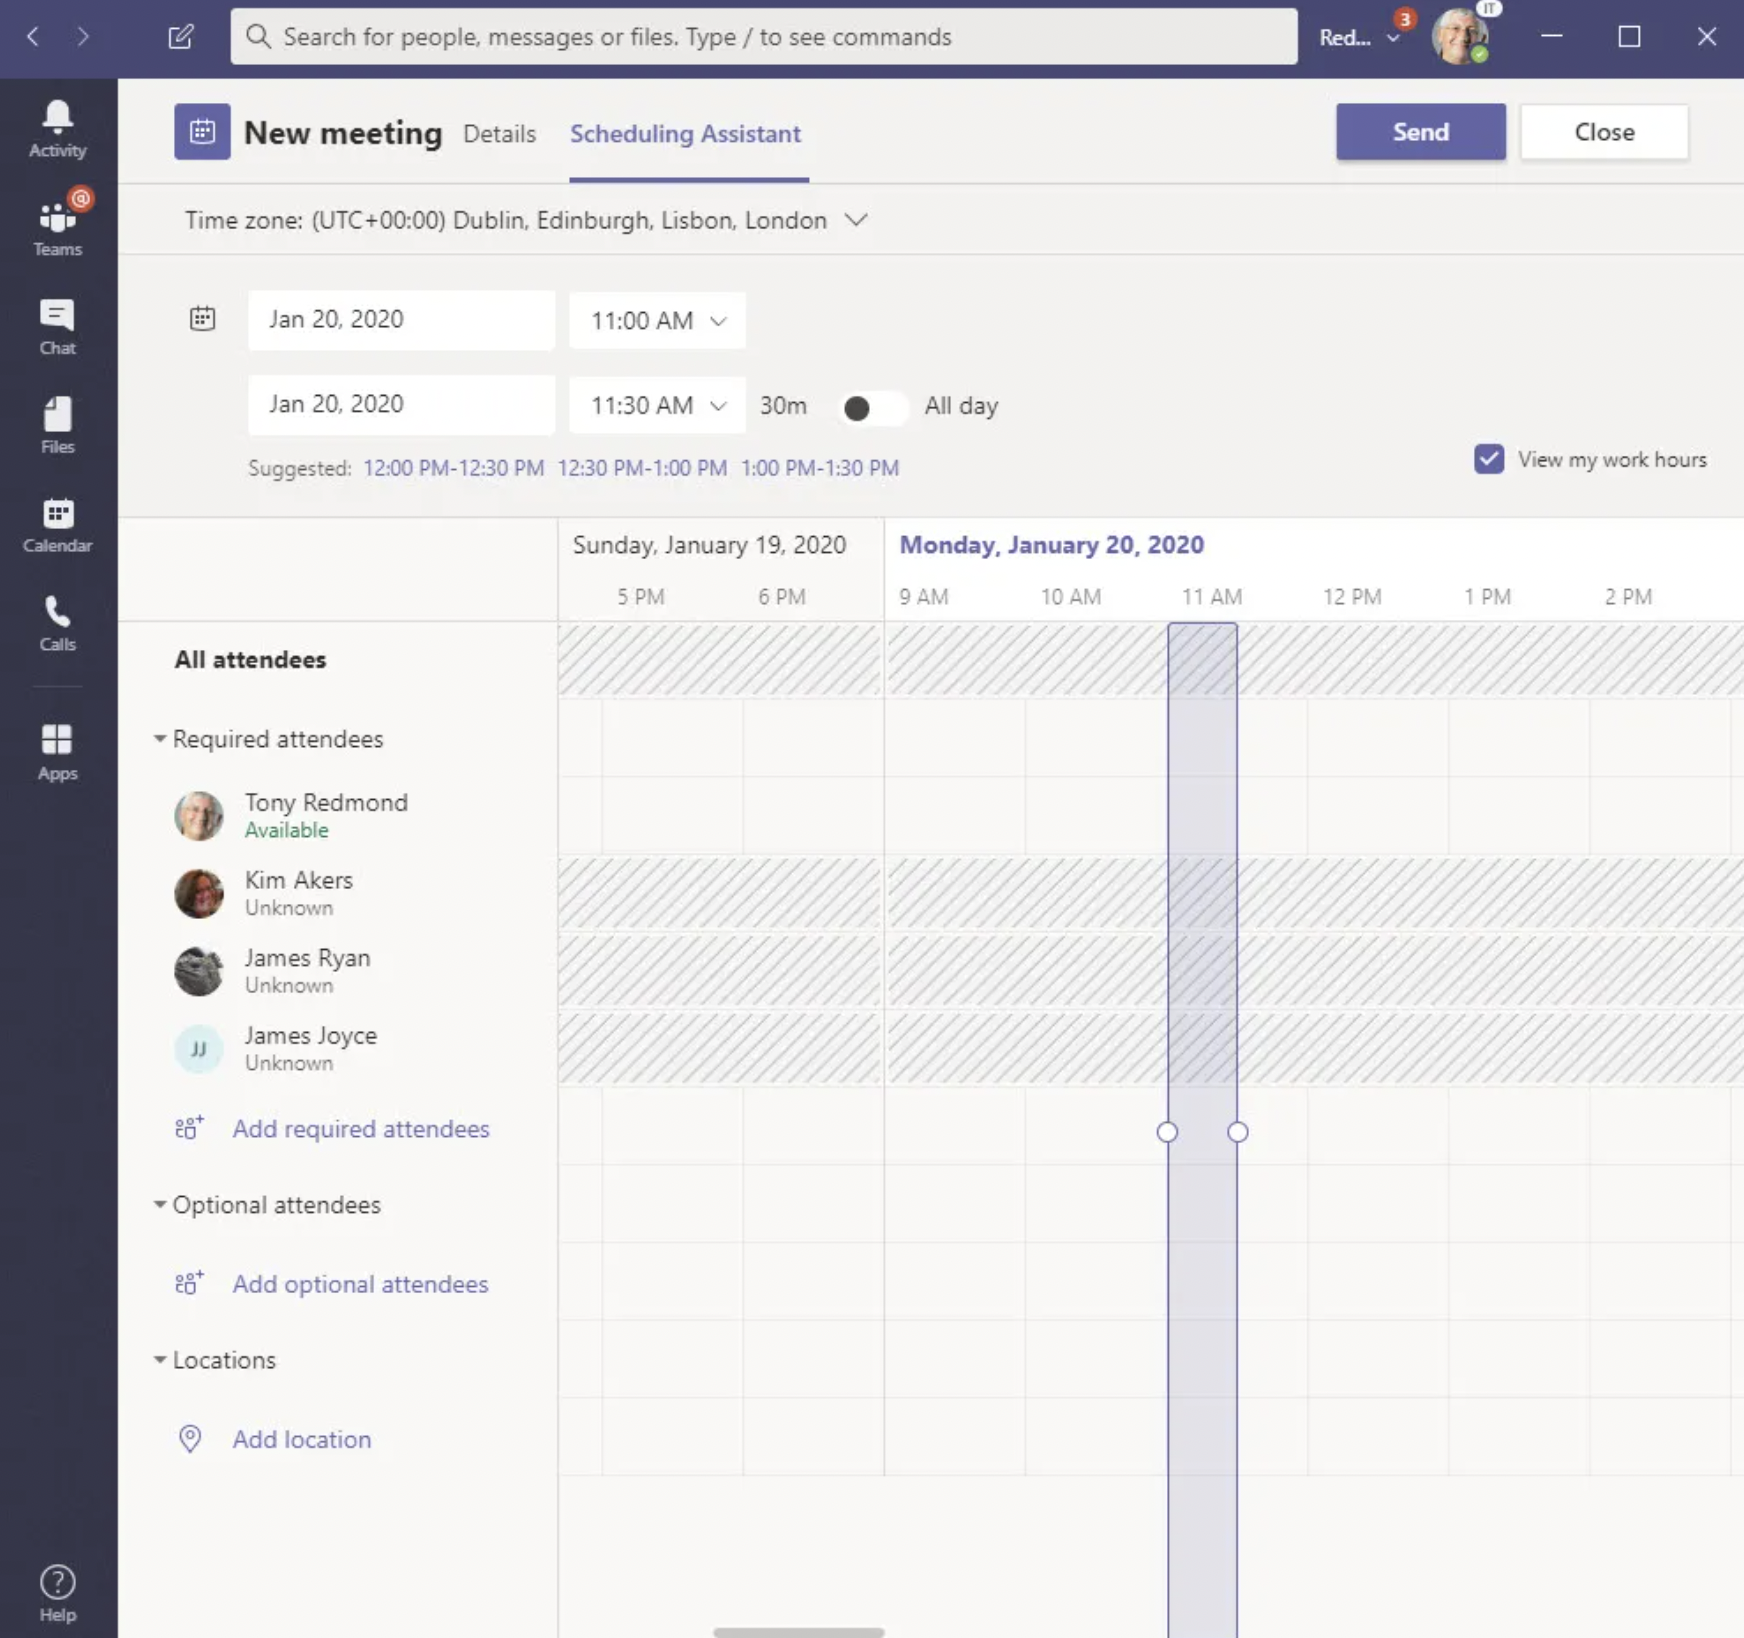 Search for people, messages or files. Type / to see commands
Red...
3
IT
Activity
@
Teams
Chat
Files
Calendar
Calls
Apps
Help
New meeting Details Scheduling Assistant
Send
Close
Time zone: (UTC+00:00) Dublin, Edinburgh, Lisbon, London
Jan 20, 2020 11:00 AM
Jan 20, 2020 11:30 AM 30m All day
Suggested: 12:00 PM-12:30 PM 12:30 PM-1:00 PM 1:00 PM-1:30 PM
View my work hours
Sunday, January 19, 2020 Monday, January 20, 2020
5 PM 6 PM 9 AM 10 AM 11 AM 12 PM 1 PM 2 PM
All attendees
Required attendees
Tony Redmond
Available
Kim Akers
Unknown
James Ryan
Unknown
JJ
James Joyce
Unknown
Add required attendees
Optional attendees
Add optional attendees
Locations
Add location